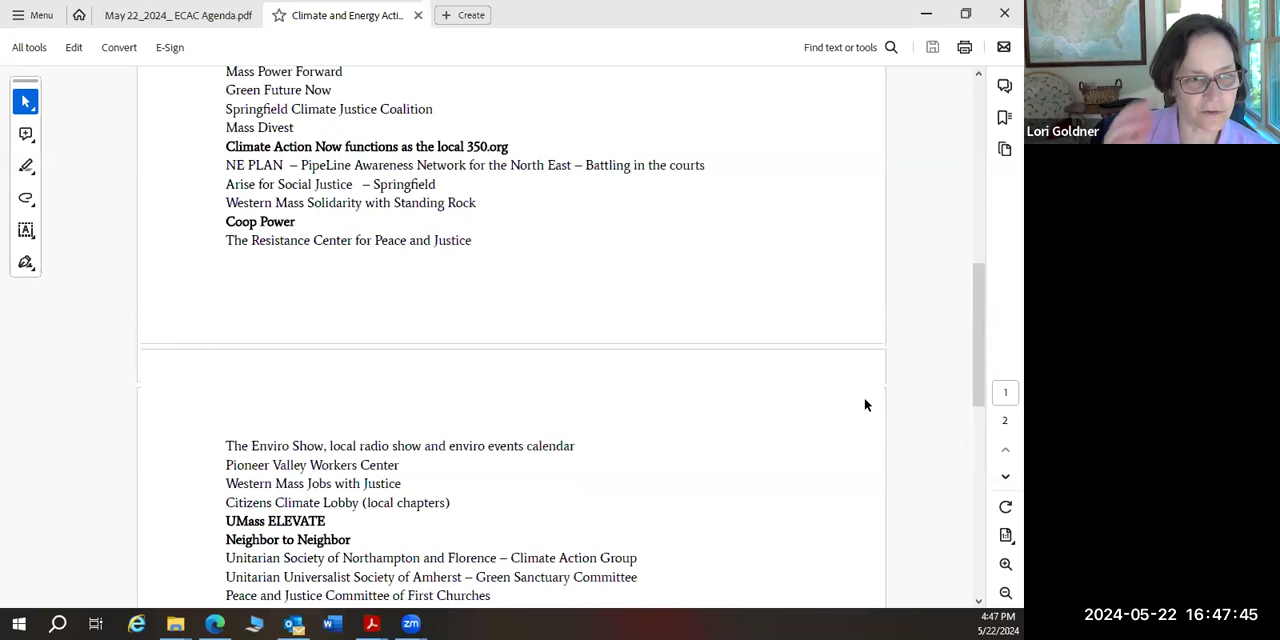 Menu
May 22_2024_ ECAC Agenda.pdf
Climate and Energy Acti...
Create
All tools
Edit
Convert
E-Sign
Find text or tools
Lori Goldner
Mass Power Forward
Green Future Now
Springfield Climate Justice Coalition
Mass Divest
Climate Action Now functions as the local 350.org
NE PLAN – PipeLine Awareness Network for the North East – Battling in the courts
Arise for Social Justice – Springfield
Western Mass Solidarity with Standing Rock
Coop Power
The Resistance Center for Peace and Justice
The Enviro Show, local radio show and enviro events calendar
Pioneer Valley Workers Center
Western Mass Jobs with Justice
Citizens Climate Lobby (local chapters)
UMass ELEVATE
Neighbor to Neighbor
Unitarian Society of Northampton and Florence – Climate Action Group
Unitarian Universalist Society of Amherst – Green Sanctuary Committee
Peace and Justice Committee of First Churches
1
2
4:47 PM
5/22/2024
2024-05-22 16:47:45